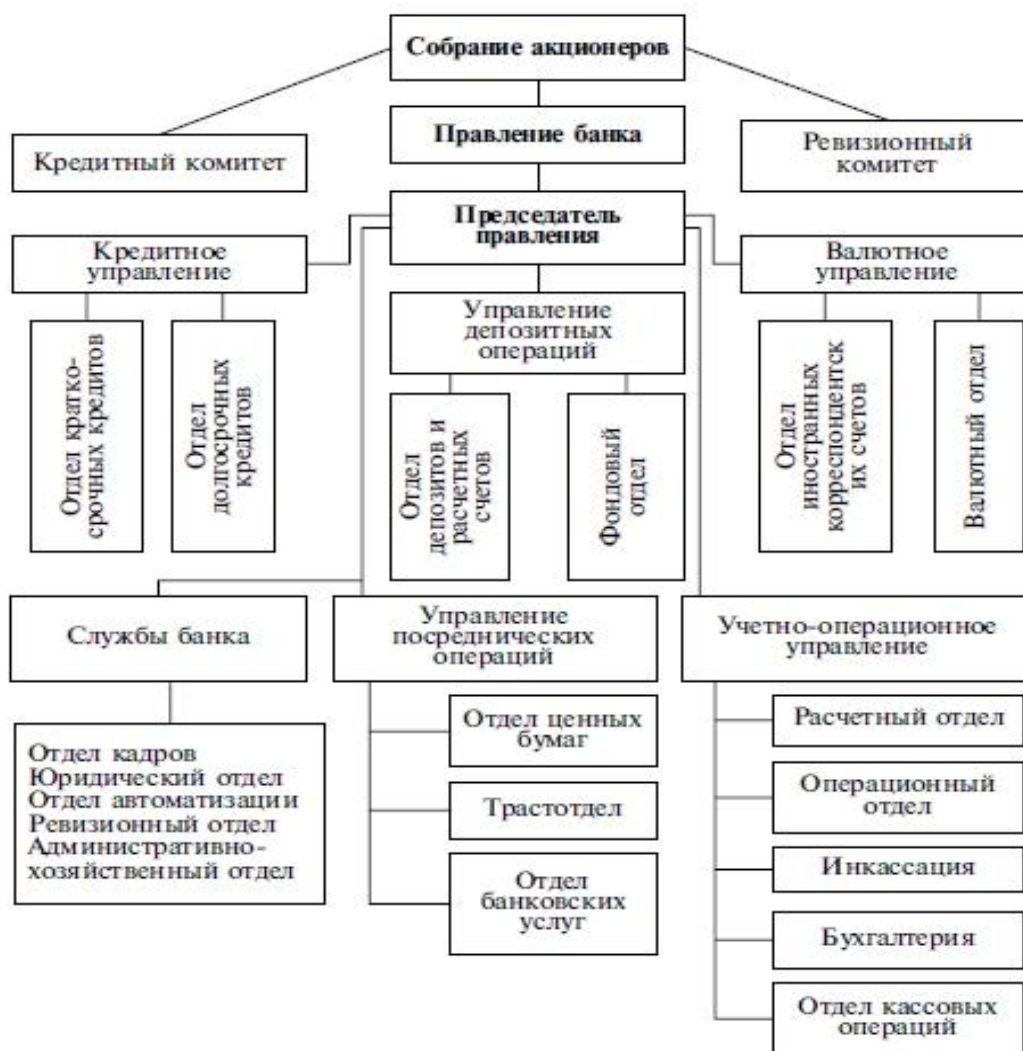 Собрание акционеров
Правление банка
Кредитный комитет
Ревизионный
комитет
Председатель
правления
Кредитное
управление
Валютное
управление
Управление
депозитных
операций
Отдел кратко-
срочных кредитов
Отдел
долгосрочных
кредитов
Отдел
депозитов и
расчетных
счетов
Фондовый
отдел
Отдел
иностранных
корреспондентск
их счетов
Валютный отдел
Службы банка
Управление
посреднических
операций
Учетно-операционное
управление
Отдел кадров
Юридический отдел
Отдел автоматизации
Ревизионный отдел
Административно-
хозяйственный отдел
Отдел ценных
бумаг
Трастотдел
Отдел
банковских
услуг
Расчетный отдел
Операционный
отдел
Инкассация
Бухгалтерия
Отдел кассовых
операций